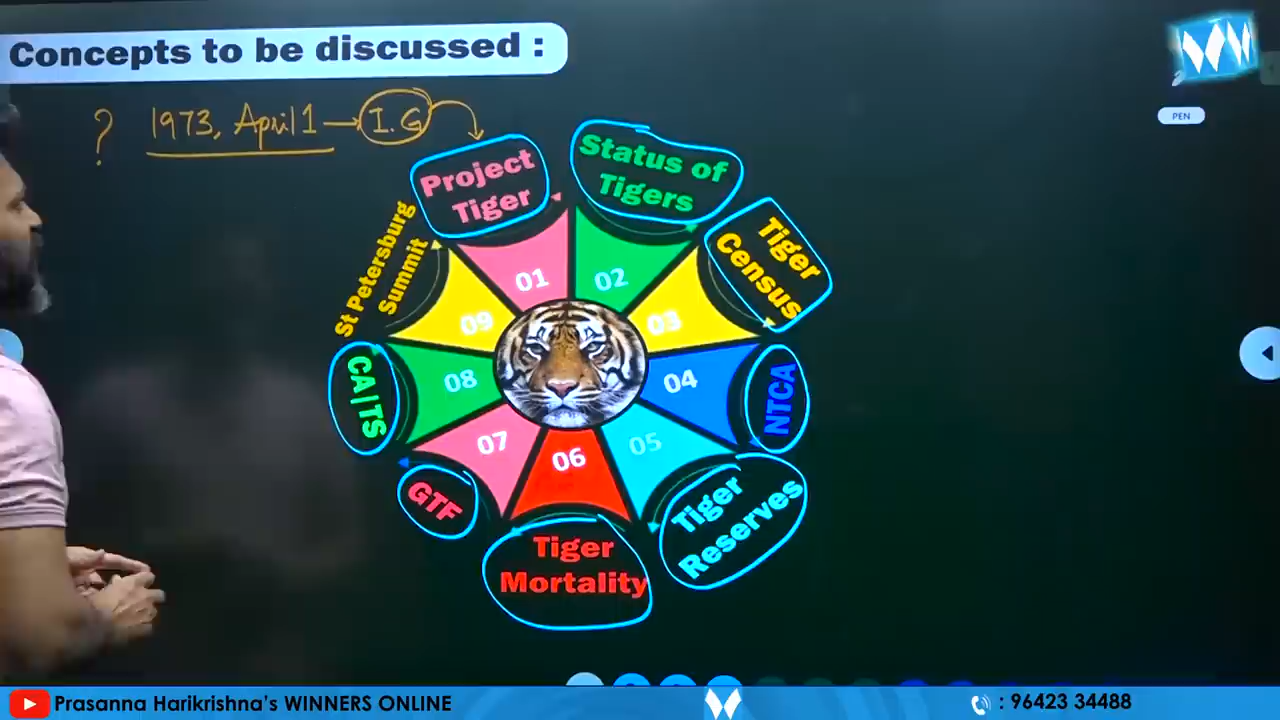 Concepts to be discussed :
? 1973, April 1 → I.G
PEN
Project
Tiger
Status of
Tigers
Tiger
Census
NTCA
Tiger
Reserves
Tiger
Mortality
GTF
CA|TS
St Petersburg
Summit
01
02
03
04
05
06
07
08
09
Prasanna Harikrishna's WINNERS ONLINE
: 96423 34488